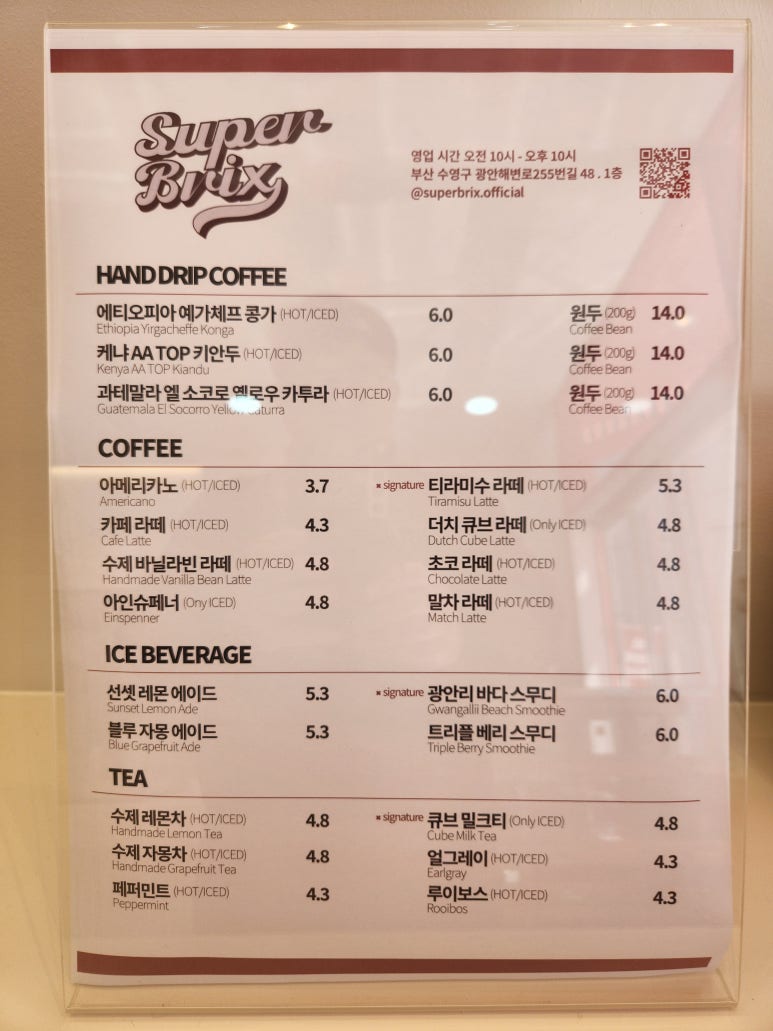 Super
Brix
영업 시간 오전 10시 - 오후 10시
부산 수영구 광안해변로255번길 48 . 1층
@superbrix.official
HAND DRIP COFFEE
에티오피아 예가체프 콩가 (HOT/ICED) 6.0 원두 (200g) 14.0
Ethiopia Yirgacheffe Konga Coffee Bean
케냐 AA TOP 키안두 (HOT/ICED) 6.0 원두 (200g) 14.0
Kenya AA TOP Kiandu Coffee Bean
과테말라 엘 소코로 옐로우 카투라 (HOT/ICED) 6.0 원두 (200g) 14.0
Guatemala El Socorro Yellow Caturra Coffee Bean
COFFEE
아메리카노 (HOT/ICED) 3.7 × signature 티라미수 라떼 (HOT/ICED) 5.3
Americano Tiramisu Latte
카페 라떼 (HOT/ICED) 4.3 더치 큐브 라떼 (Only ICED) 4.8
Cafe Latte Dutch Cube Latte
수제 바닐라빈 라떼 (HOT/ICED) 4.8 초코 라떼 (HOT/ICED) 4.8
Handmade Vanilla Bean Latte Chocolate Latte
아인슈페너 (Ony ICED) 4.8 말차 라떼 (HOT/ICED) 4.8
Einspenner Match Latte
ICE BEVERAGE
선셋 레몬 에이드 5.3 × signature 광안리 바다 스무디 6.0
Sunset Lemon Ade Gwangallii Beach Smoothie
블루 자몽 에이드 5.3 트리플 베리 스무디 6.0
Blue Grapefruit Ade Triple Berry Smoothie
TEA
수제 레몬차 (HOT/ICED) 4.8 × signature 큐브 밀크티 (Only ICED) 4.8
Handmade Lemon Tea Cube Milk Tea
수제 자몽차 (HOT/ICED) 4.8 얼그레이 (HOT/ICED) 4.3
Handmade Grapefruit Tea Earlgray
페퍼민트 (HOT/ICED) 4.3 루이보스 (HOT/ICED) 4.3
Peppermint Rooibos